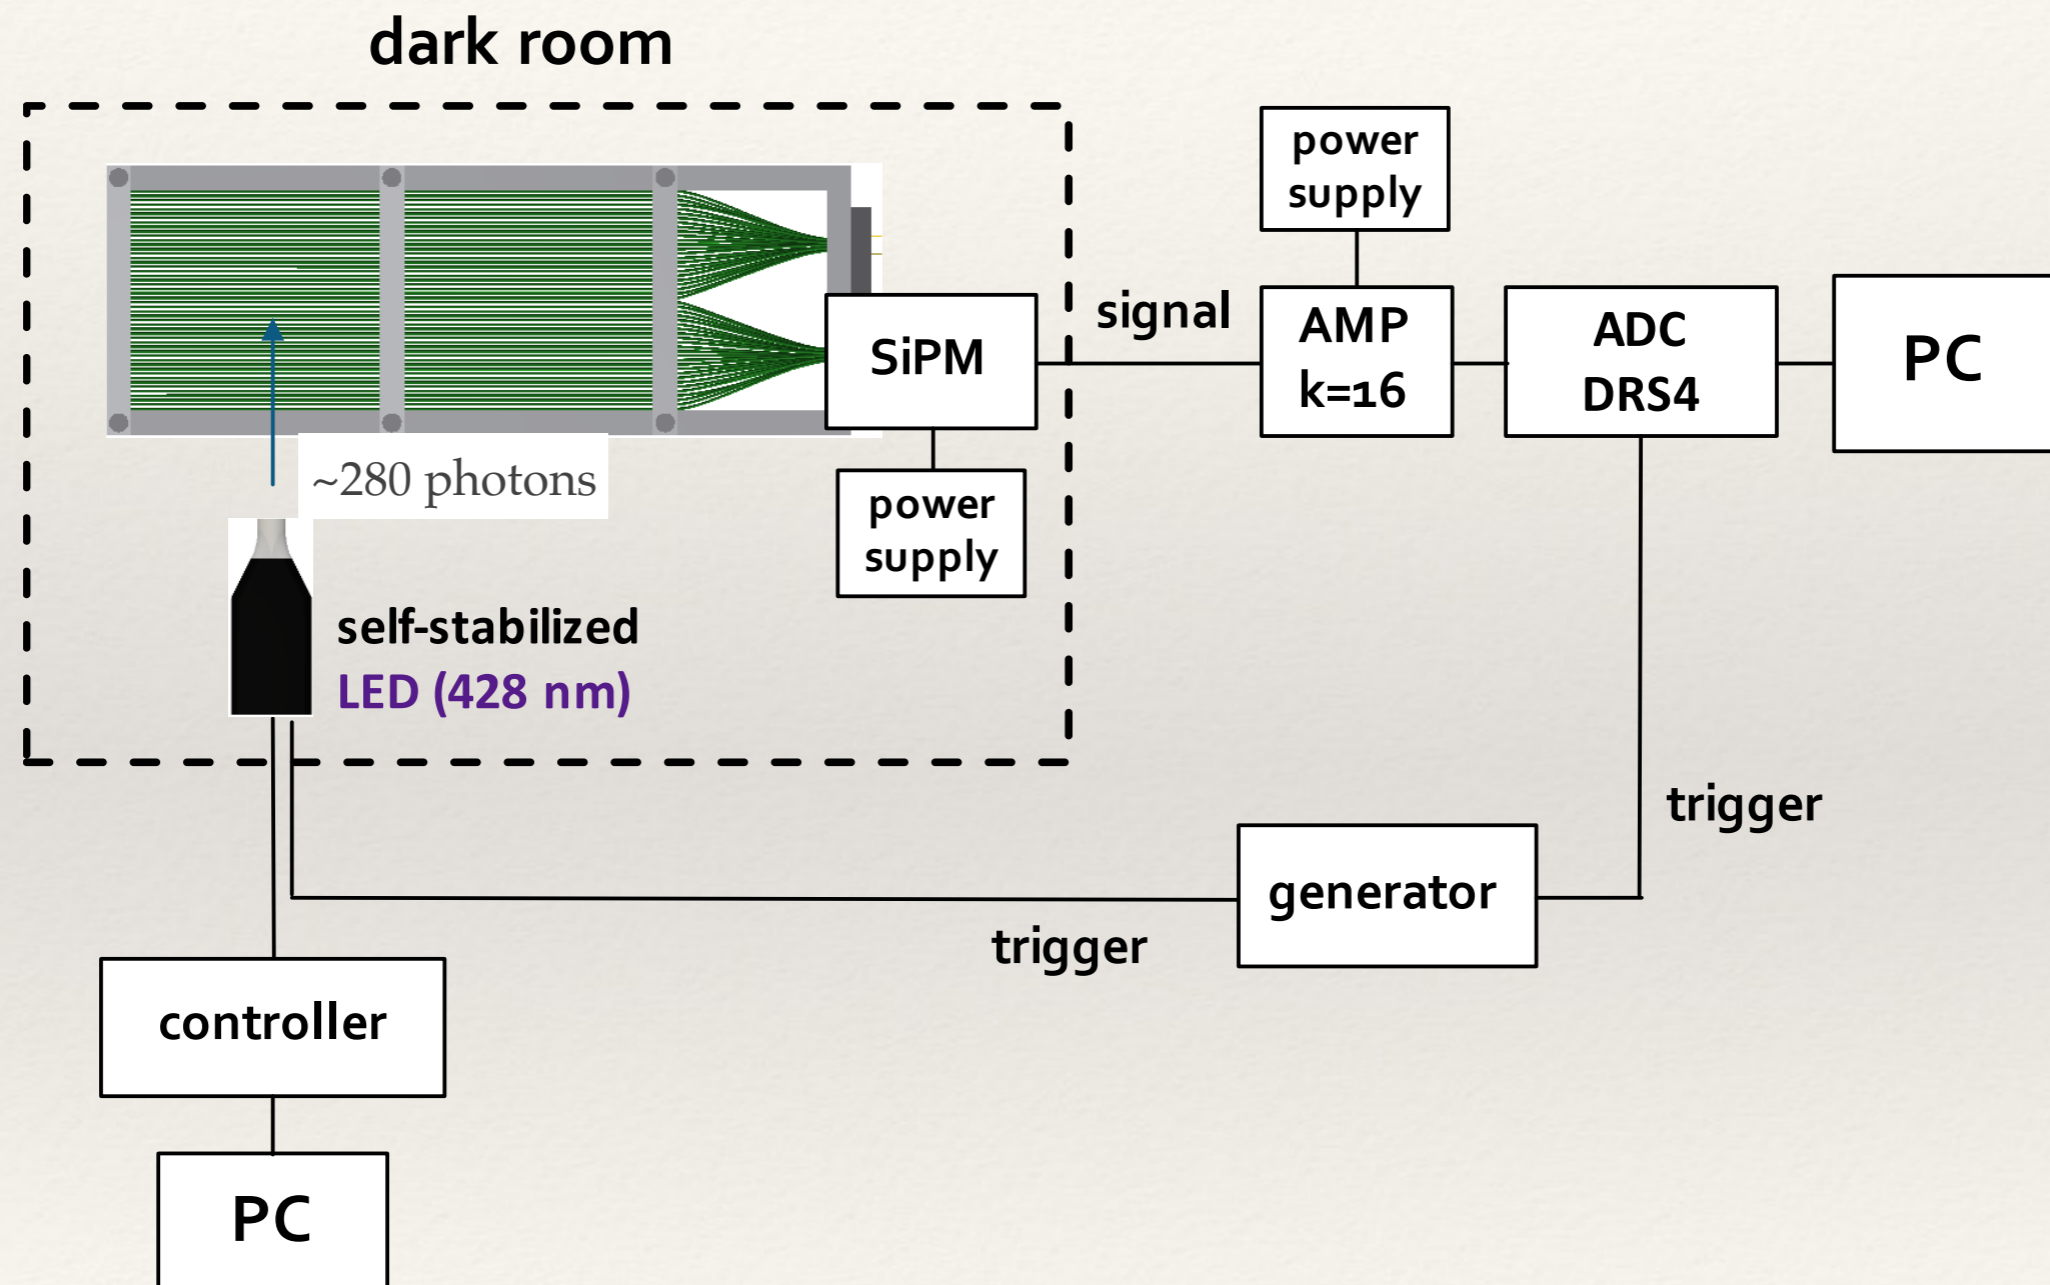 dark room
power
supply
signal
SiPM
AMP
k=16
ADC
DRS4
PC
~280 photons
power
supply
self-stabilized
LED (428 nm)
trigger
generator
trigger
controller
PC